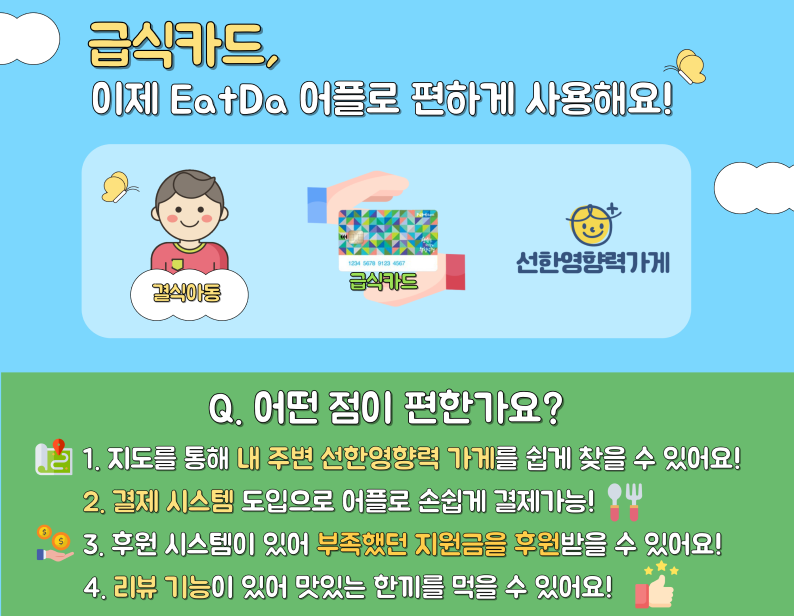 급식카드,
이제 EatDa 어플로 편하게 사용해요!
결식아동
1234 5678 9123 4567
급식카드
선한영향력가게
Q. 어떤 점이 편한가요?
1. 지도를 통해 내 주변 선한영향력 가게를 쉽게 찾을 수 있어요!
2. 결제 시스템 도입으로 어플로 손쉽게 결제가능!
3. 후원 시스템이 있어 부족했던 지원금을 후원받을 수 있어요!
4. 리뷰 기능이 있어 맛있는 한끼를 먹을 수 있어요!